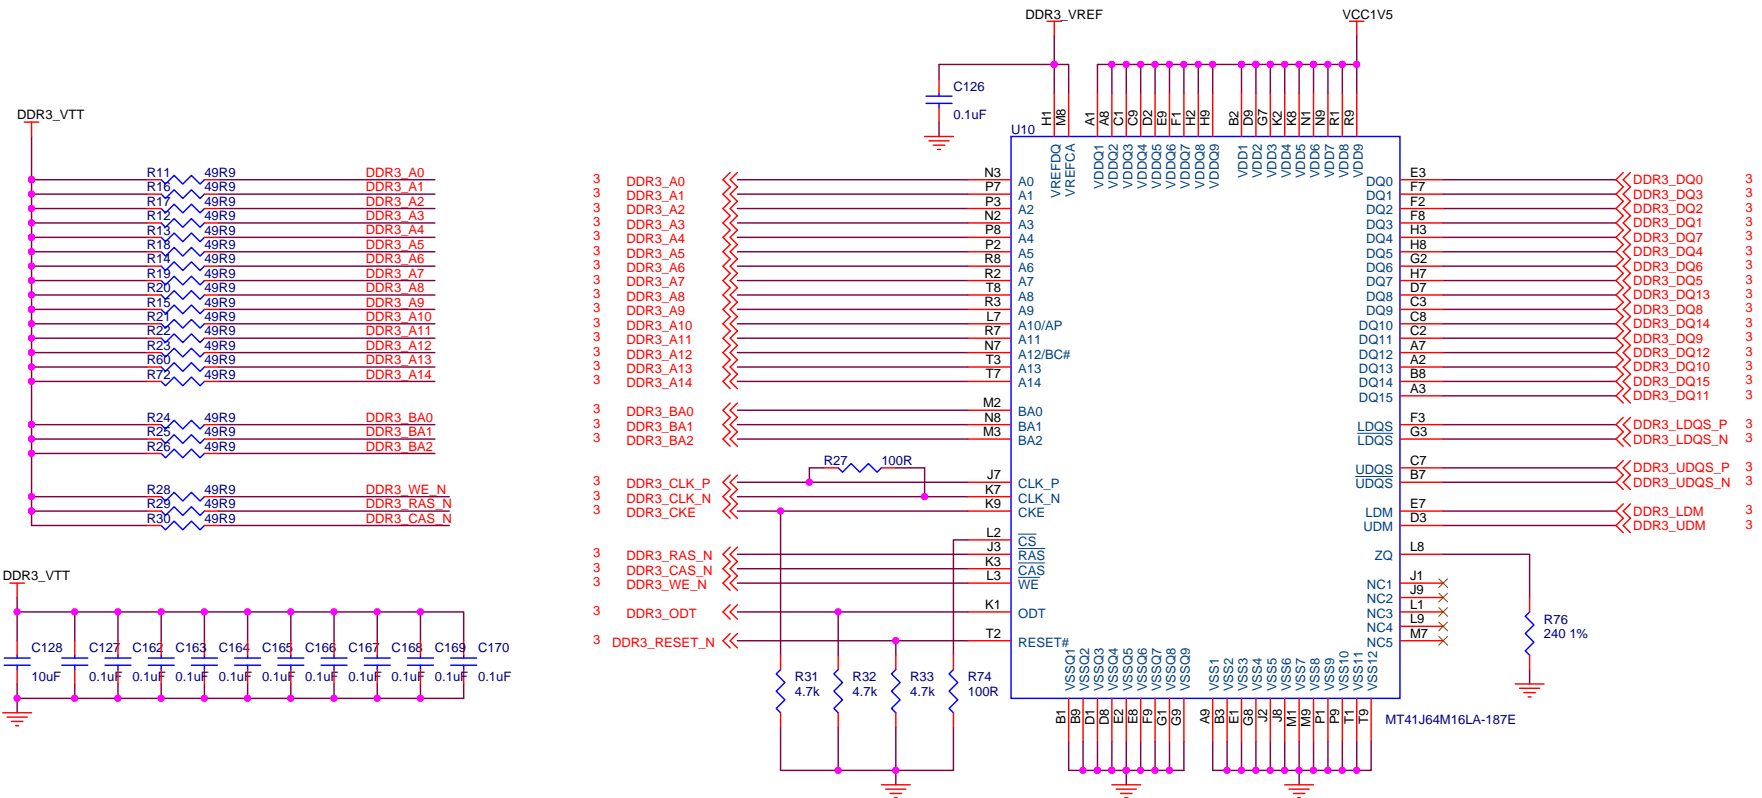 DDR3_VREF
VCC1V5
C126
0.1uF
H1 M8 A1 A8 C1 C9 D2 E9 F1 H2 H9 B2 D9 G7 K2 K8 N1 N9 R1 R9
U10
VREFDQ VREFCA VDDQ1 VDDQ2 VDDQ3 VDDQ4 VDDQ5 VDDQ6 VDDQ7 VDDQ8 VDDQ9 VDD1 VDD2 VDD3 VDD4 VDD5 VDD6 VDD7 VDD8 VDD9
DDR3_VTT
R11 49R9 DDR3_A0
R16 49R9 DDR3_A1
R17 49R9 DDR3_A2
R12 49R9 DDR3_A3
R13 49R9 DDR3_A4
R18 49R9 DDR3_A5
R14 49R9 DDR3_A6
R19 49R9 DDR3_A7
R20 49R9 DDR3_A8
R15 49R9 DDR3_A9
R21 49R9 DDR3_A10
R22 49R9 DDR3_A11
R23 49R9 DDR3_A12
R60 49R9 DDR3_A13
R72 49R9 DDR3_A14
R24 49R9 DDR3_BA0
R25 49R9 DDR3_BA1
R26 49R9 DDR3_BA2
R28 49R9 DDR3_WE_N
R29 49R9 DDR3_RAS_N
R30 49R9 DDR3_CAS_N
DDR3_VTT
C128 C127 C162 C163 C164 C165 C166 C167 C168 C169 C170
10uF 0.1uF 0.1uF 0.1uF 0.1uF 0.1uF 0.1uF 0.1uF 0.1uF 0.1uF 0.1uF
3 DDR3_A0 N3 A0
3 DDR3_A1 P7 A1
3 DDR3_A2 P3 A2
3 DDR3_A3 N2 A3
3 DDR3_A4 P8 A4
3 DDR3_A5 P2 A5
3 DDR3_A6 R8 A6
3 DDR3_A7 R2 A7
3 DDR3_A8 T8 A8
3 DDR3_A9 R3 A9
3 DDR3_A10 L7 A10/AP
3 DDR3_A11 R7 A11
3 DDR3_A12 N7 A12/BC#
3 DDR3_A13 T3 A13
3 DDR3_A14 T7 A14
3 DDR3_BA0 M2 BA0
3 DDR3_BA1 N8 BA1
3 DDR3_BA2 M3 BA2
R27 100R
3 DDR3_CLK_P J7 CLK_P
3 DDR3_CLK_N K7 CLK_N
3 DDR3_CKE K9 CKE
L2 CS
3 DDR3_RAS_N J3 RAS
3 DDR3_CAS_N K3 CAS
3 DDR3_WE_N L3 WE
3 DDR3_ODT K1 ODT
3 DDR3_RESET_N T2 RESET#
R31 R32 R33 R74
4.7k 4.7k 4.7k 100R
DQ0 E3 DDR3_DQ0 3
DQ1 F7 DDR3_DQ3 3
DQ2 F2 DDR3_DQ2 3
DQ3 F8 DDR3_DQ1 3
DQ4 H3 DDR3_DQ7 3
DQ5 H8 DDR3_DQ4 3
DQ6 G2 DDR3_DQ6 3
DQ7 H7 DDR3_DQ5 3
DQ8 D7 DDR3_DQ13 3
DQ9 C3 DDR3_DQ8 3
DQ10 C8 DDR3_DQ14 3
DQ11 C2 DDR3_DQ9 3
DQ12 A7 DDR3_DQ12 3
DQ13 A2 DDR3_DQ10 3
DQ14 B8 DDR3_DQ15 3
DQ15 A3 DDR3_DQ11 3
LDQS F3 DDR3_LDQS_P 3
LDQS G3 DDR3_LDQS_N 3
UDQS C7 DDR3_UDQS_P 3
UDQS B7 DDR3_UDQS_N 3
LDM E7 DDR3_LDM 3
UDM D3 DDR3_UDM 3
ZQ L8
NC1 J1
NC2 J9
NC3 L1
NC4 L9
NC5 M7
R76
240 1%
VSSQ1 VSSQ2 VSSQ3 VSSQ4 VSSQ5 VSSQ6 VSSQ7 VSSQ8 VSSQ9 VSS1 VSS2 VSS3 VSS4 VSS5 VSS6 VSS7 VSS8 VSS9 VSS10 VSS11 VSS12
B1 B9 D1 D8 E2 E8 F9 G1 G9 A9 B3 E1 G8 J2 J8 M1 M9 P1 P9 T1 T9
MT41J64M16LA-187E